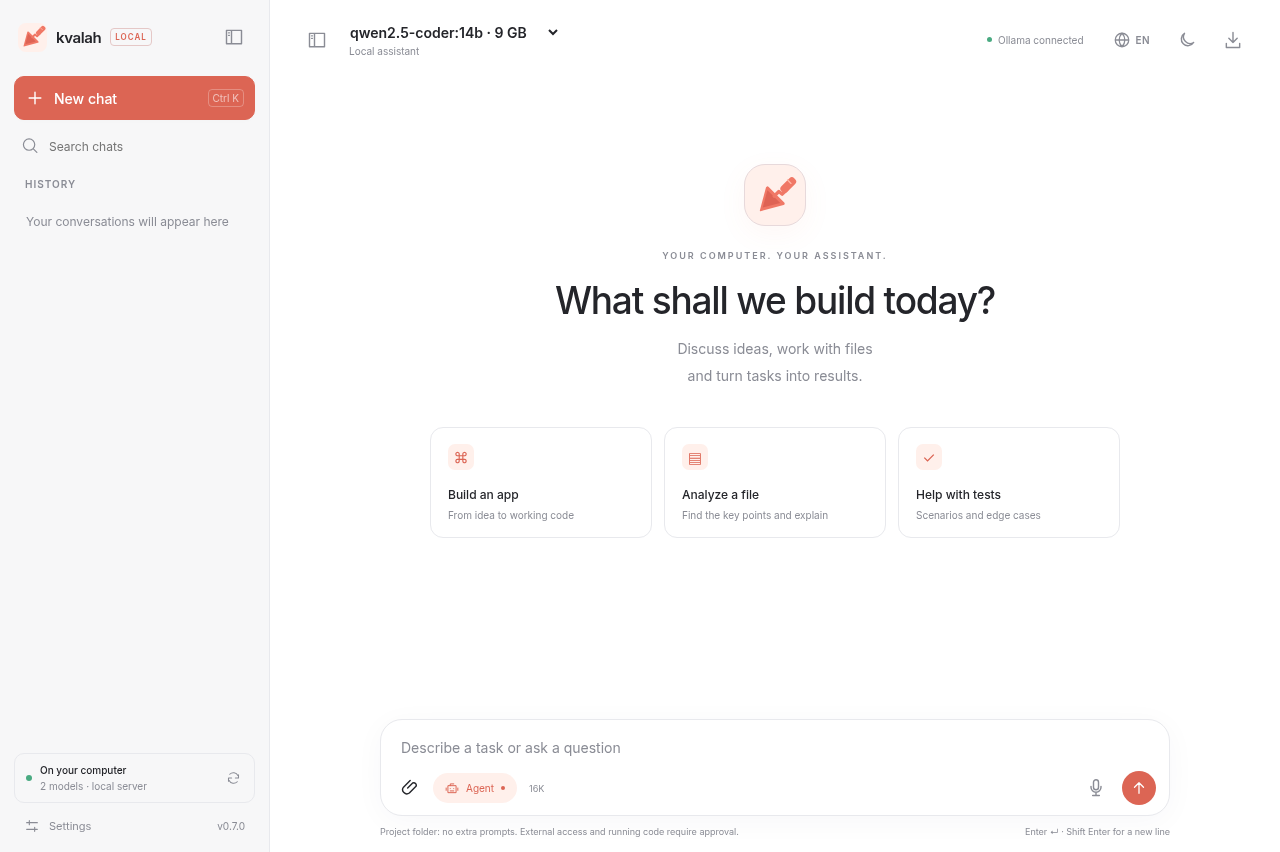 kvalah LOCAL
New chat Ctrl K
Search chats
HISTORY
Your conversations will appear here
On your computer
2 models · local server
Settings v0.7.0
qwen2.5-coder:14b · 9 GB
Local assistant
Ollama connected
EN
YOUR COMPUTER. YOUR ASSISTANT.
What shall we build today?
Discuss ideas, work with files
and turn tasks into results.
Build an app
From idea to working code
Analyze a file
Find the key points and explain
Help with tests
Scenarios and edge cases
Describe a task or ask a question
Agent 16K
Project folder: no extra prompts. External access and running code require approval.
Enter ↵ · Shift Enter for a new line